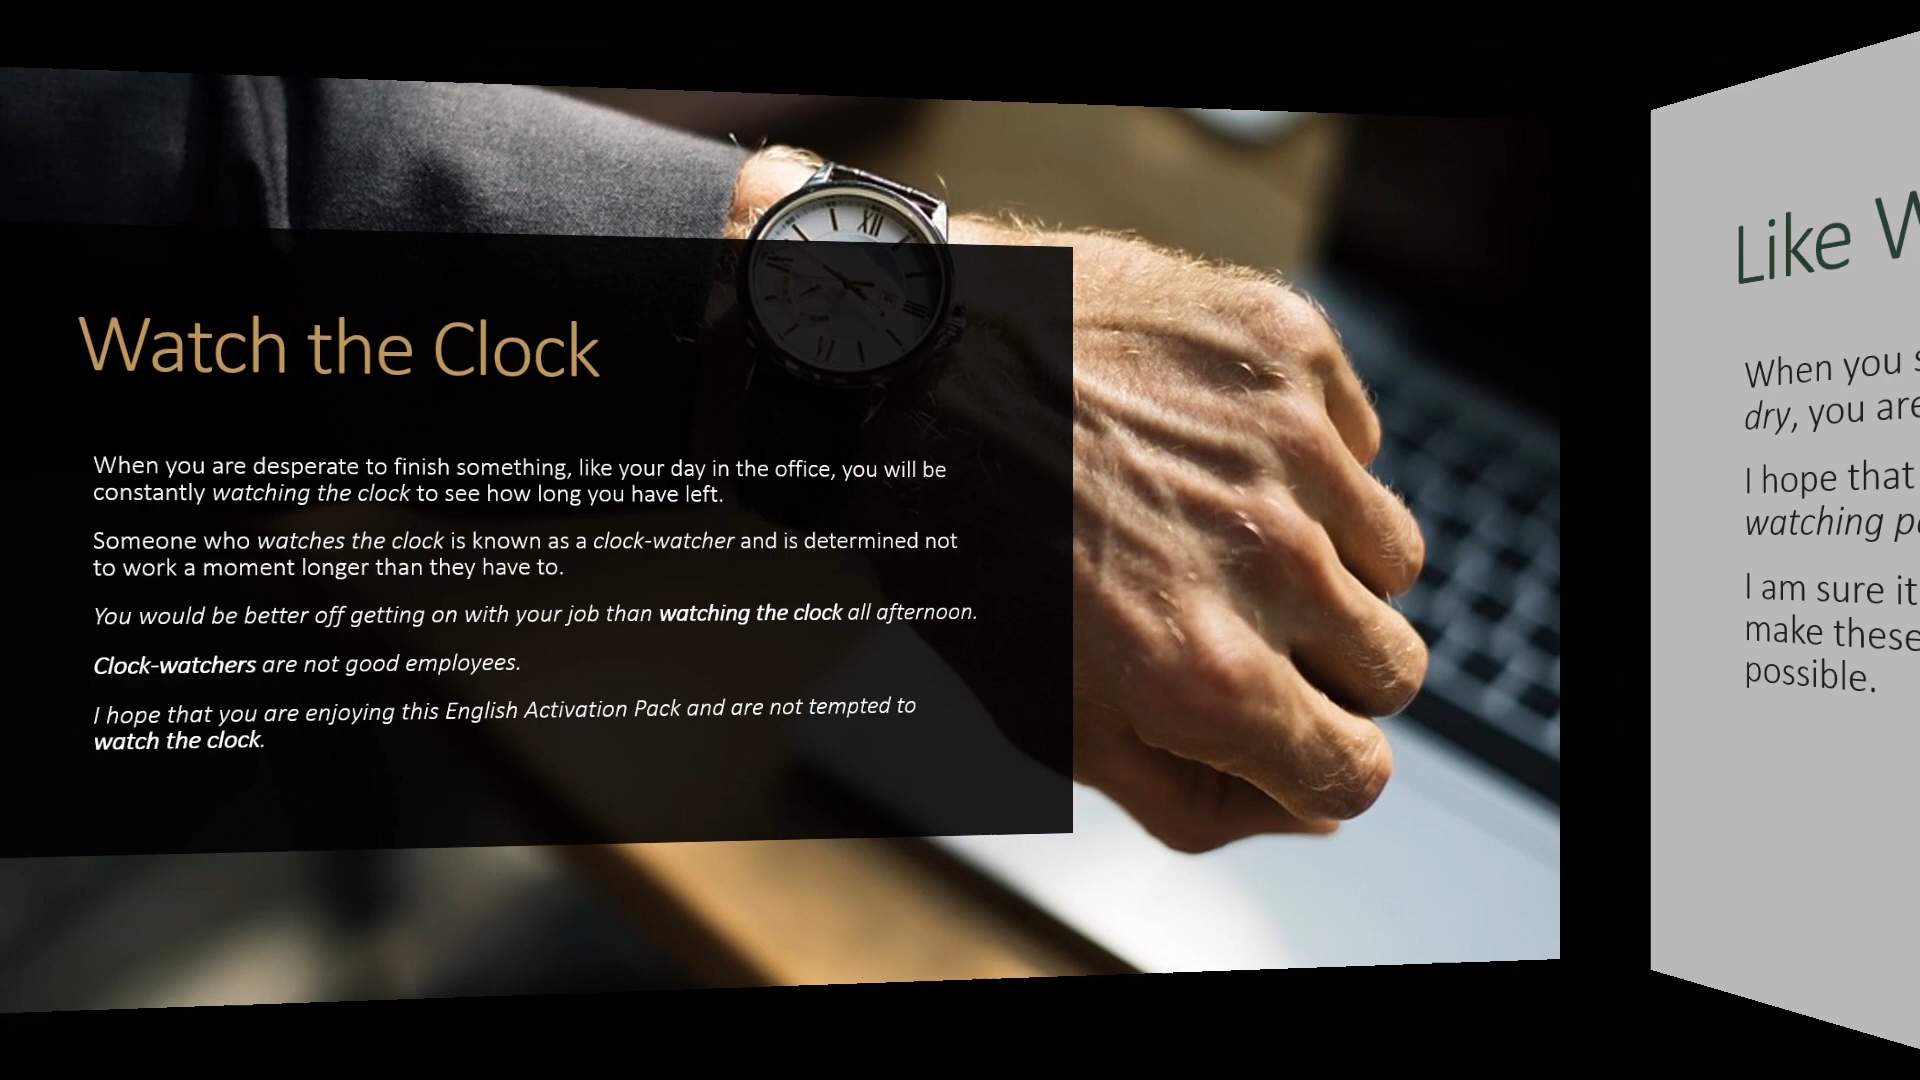 Watch the Clock
When you are desperate to finish something, like your day in the office, you will be
constantly watching the clock to see how long you have left.
Someone who watches the clock is known as a clock-watcher and is determined not
to work a moment longer than they have to.
You would be better off getting on with your job than watching the clock all afternoon.
Clock-watchers are not good employees.
I hope that you are enjoying this English Activation Pack and are not tempted to
watch the clock.
Like
When you
dry, you are
I hope that
watching
I am sure it
make these
possible.
XII